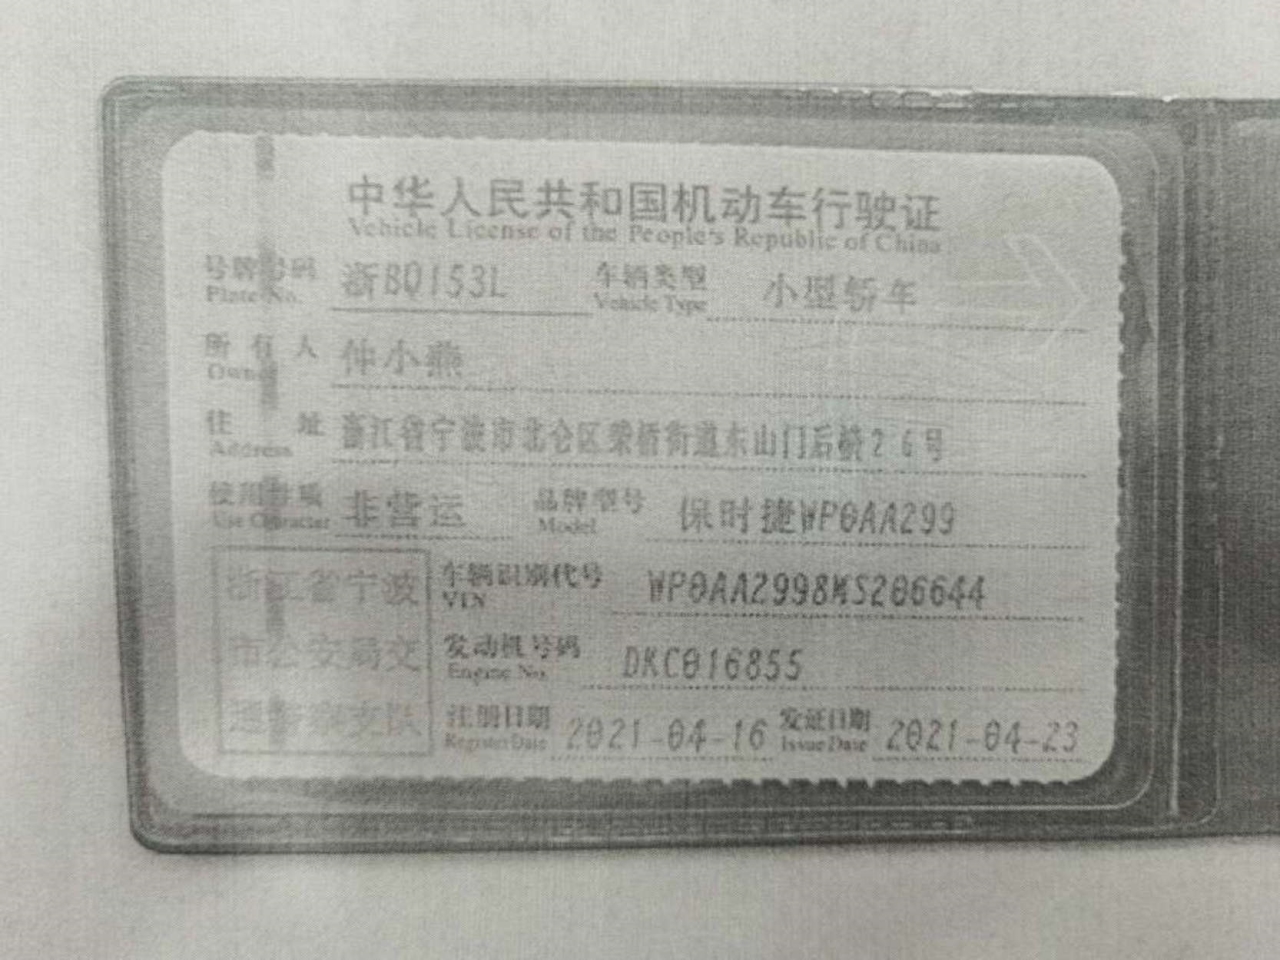 中华人民共和国机动车行驶证
Vehicle License of the People's Republic of China
号牌号码 浙BQ153L 车辆类型 小型轿车
Plate No. Vehicle Type
所有人 仲小燕
Owner
住址 浙江省宁波市北仑区柴桥街道东山门后横26号
Address
使用性质 非营运 品牌型号 保时捷WP0AA299
Use Character Model
浙江省宁波 车辆识别代号 WP0AA2998MS206644
VIN
市公安局交 发动机号码 DKC016855
Engine No.
通警察支队 注册日期 2021-04-16 发证日期 2021-04-23
Register Date Issue Date